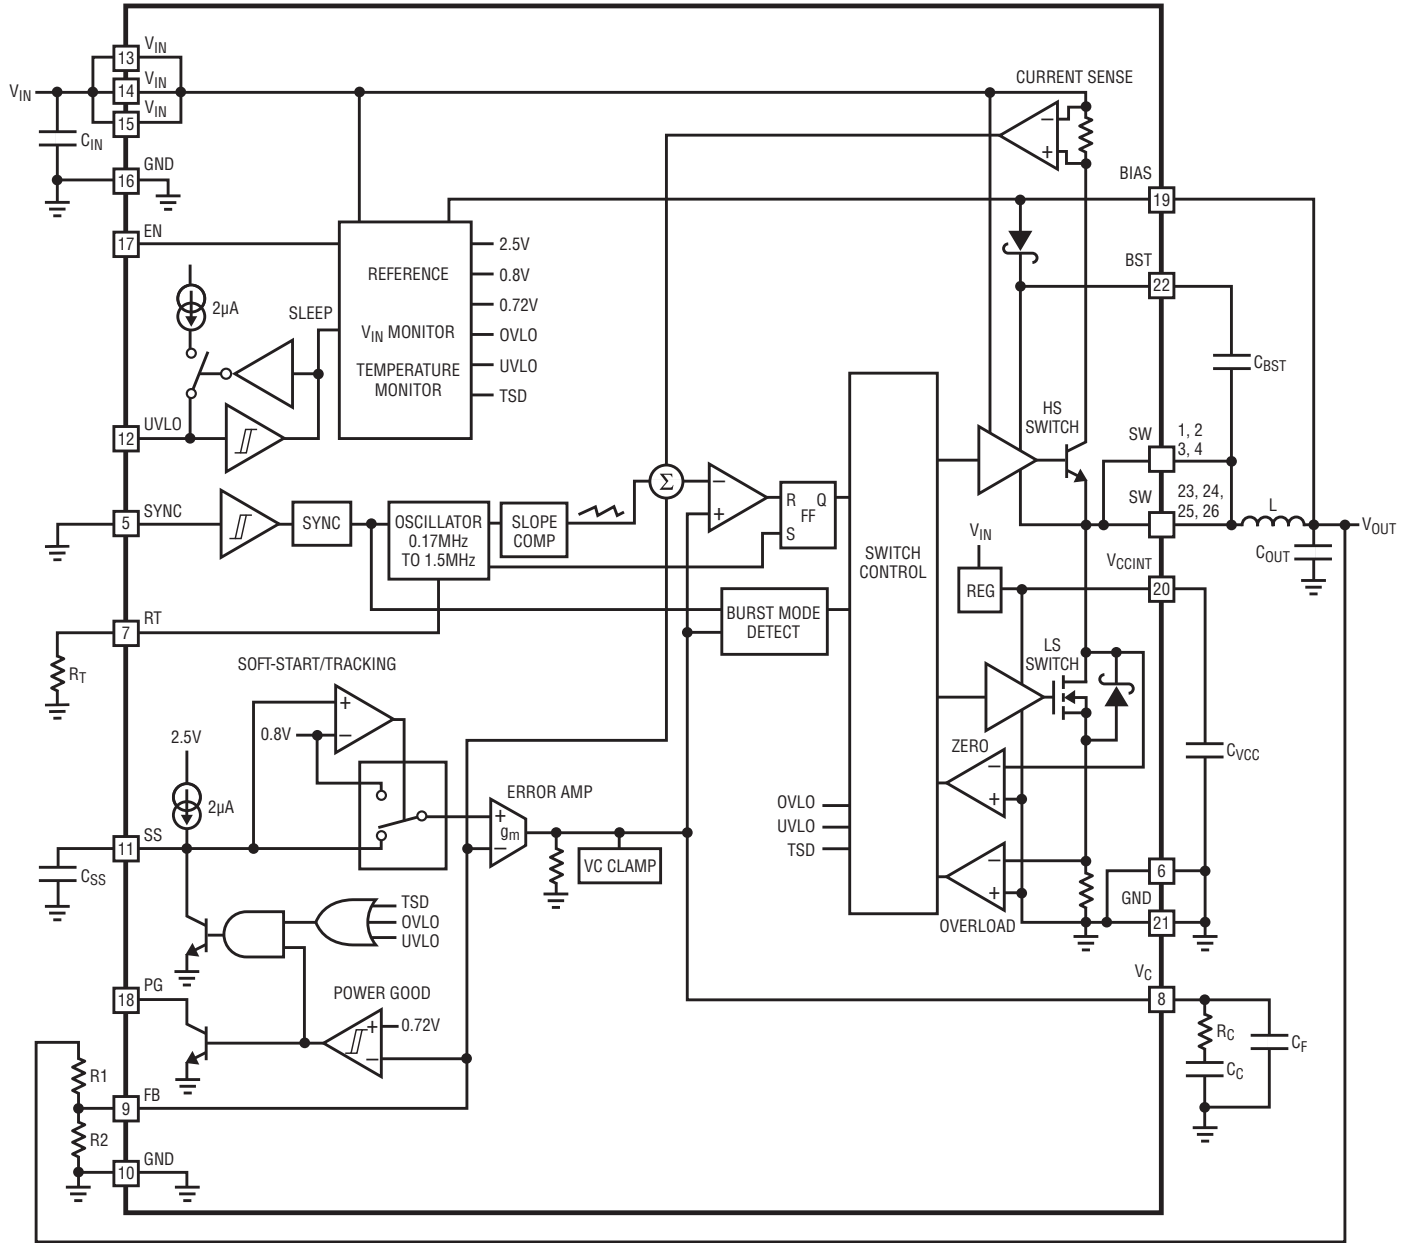 VIN
13
VIN
14
VIN
15
VIN
CIN
16
GND
17
EN
2µA
SLEEP
REFERENCE
VIN MONITOR
TEMPERATURE
MONITOR
2.5V
0.8V
0.72V
OVLO
UVLO
TSD
CURRENT SENSE
−
+
BIAS
19
BST
22
CBST
12
UVLO
HS
SWITCH
SW
1, 2
3, 4
SW
23, 24,
25, 26
L
VOUT
COUT
5
SYNC
SYNC
OSCILLATOR
0.17MHz
TO 1.5MHz
SLOPE
COMP
Σ
−
+
R Q
FF
S
SWITCH
CONTROL
VIN
REG
VCCINT
20
BURST MODE
DETECT
7
RT
RT
LS
SWITCH
SOFT-START/TRACKING
+
−
0.8V
2.5V
2µA
ZERO
−
+
CVCC
OVLO
UVLO
TSD
ERROR AMP
+
gm
−
VC CLAMP
11
SS
CSS
−
+
OVERLOAD
6
GND
21
TSD
OVLO
UVLO
VC
8
RC
CC
CF
18
PG
POWER GOOD
+
−
0.72V
R1
9
FB
R2
10
GND